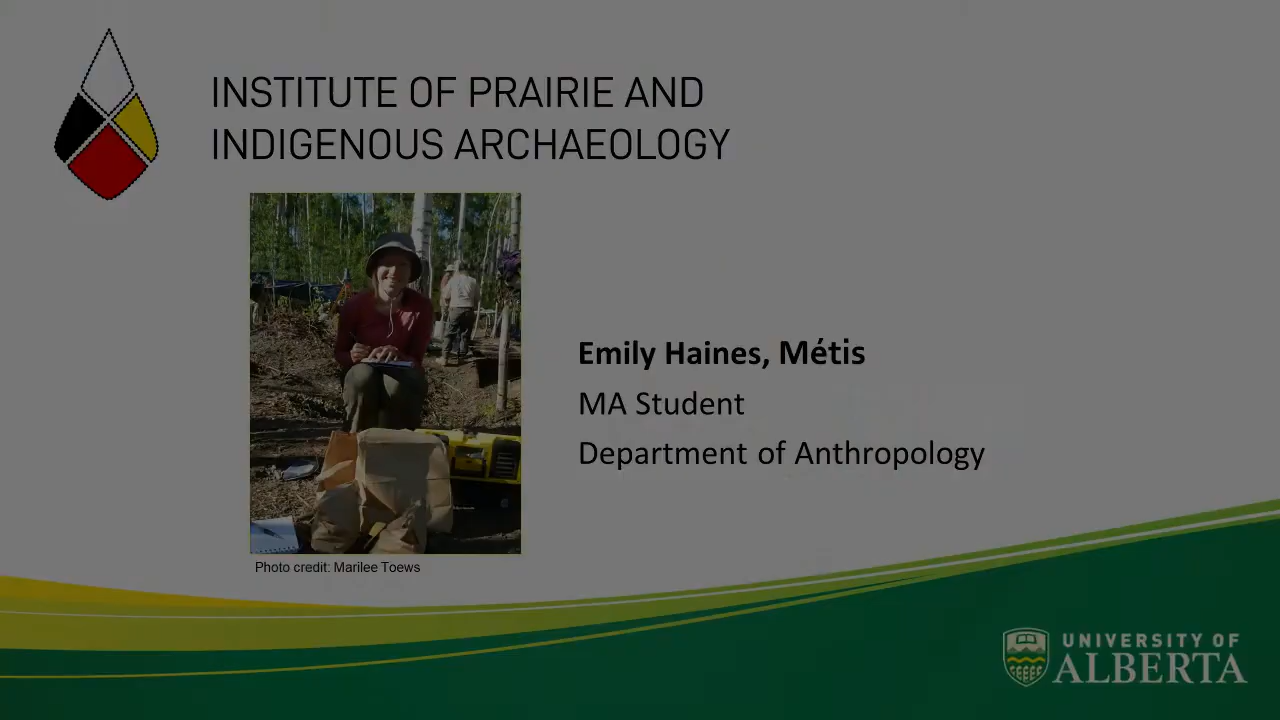 INSTITUTE OF PRAIRIE AND
INDIGENOUS ARCHAEOLOGY
Emily Haines, Métis
MA Student
Department of Anthropology
Photo credit: Marilee Toews
UNIVERSITY OF
ALBERTA